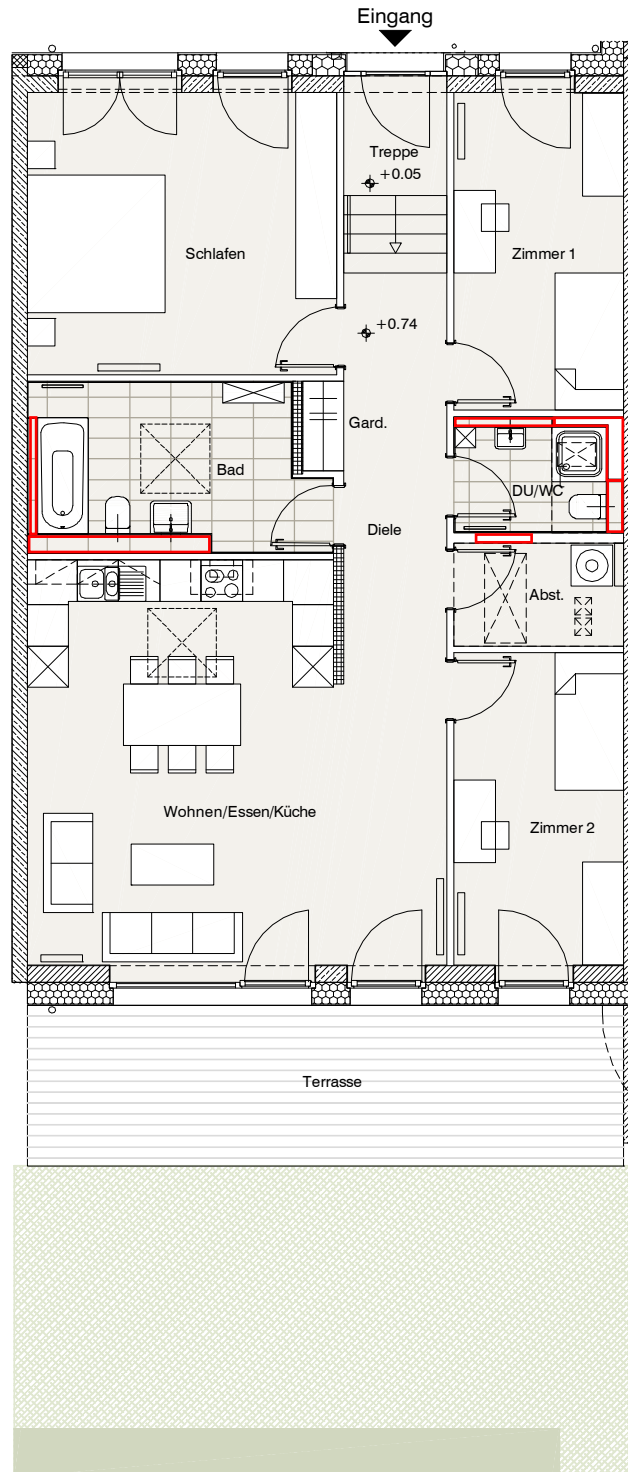 Eingang
Treppe
+0.05
Schlafen
Zimmer 1
+0.74
Gard.
Bad
DU/WC
Diele
Abst.
Wohnen/Essen/Küche
Zimmer 2
Terrasse